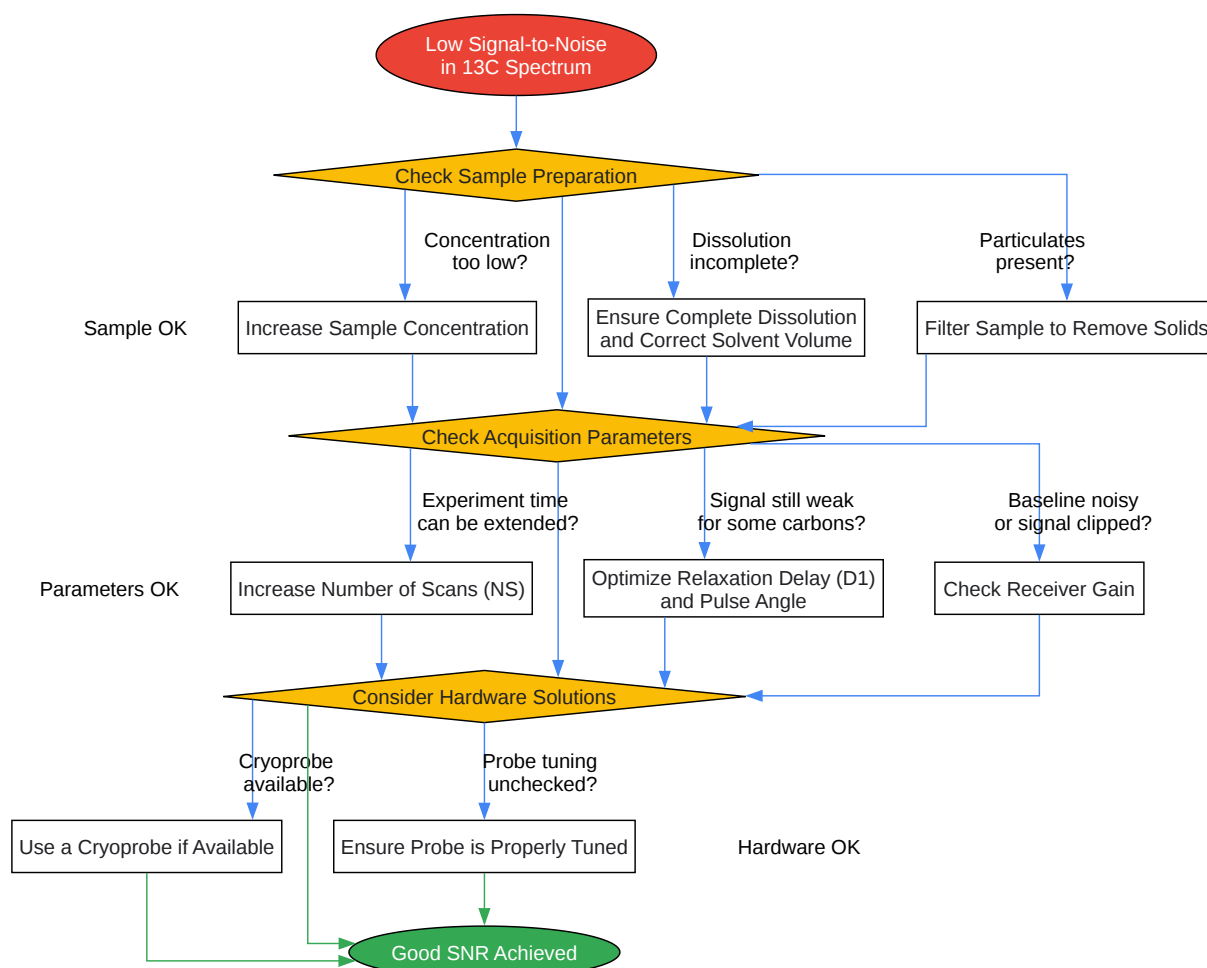 Low Signal-to-Noise
in 13C Spectrum
Check Sample Preparation
Concentration
too low?
Dissolution
incomplete?
Particulates
present?
Sample OK
Increase Sample Concentration
Ensure Complete Dissolution
and Correct Solvent Volume
Filter Sample to Remove Solids
Check Acquisition Parameters
Experiment time
can be extended?
Signal still weak
for some carbons?
Baseline noisy
or signal clipped?
Parameters OK
Increase Number of Scans (NS)
Optimize Relaxation Delay (D1)
and Pulse Angle
Check Receiver Gain
Consider Hardware Solutions
Cryoprobe
available?
Probe tuning
unchecked?
Use a Cryoprobe if Available
Ensure Probe is Properly Tuned
Hardware OK
Good SNR Achieved